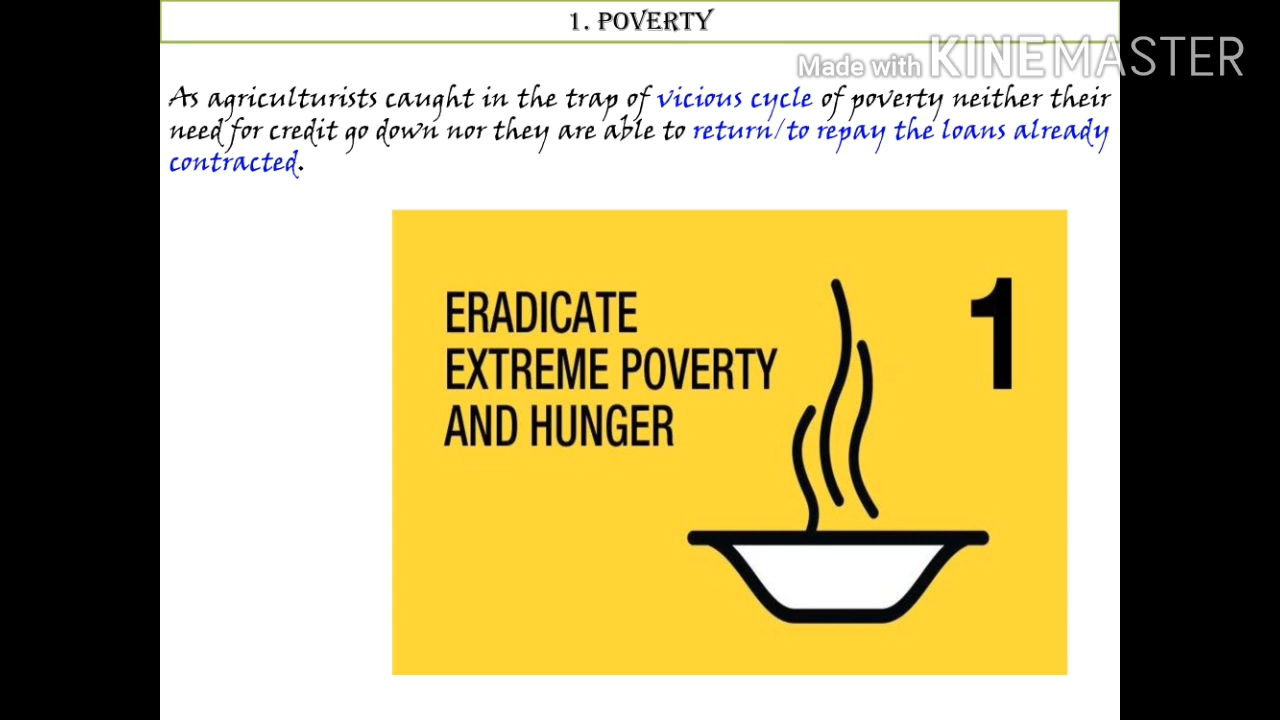 1. POVERTY
Made with KINEMASTER
As agriculturists caught in the trap of vicious cycle of poverty neither their
need for credit go down nor they are able to return/to repay the loans already
contracted.
ERADICATE
EXTREME POVERTY
AND HUNGER
1